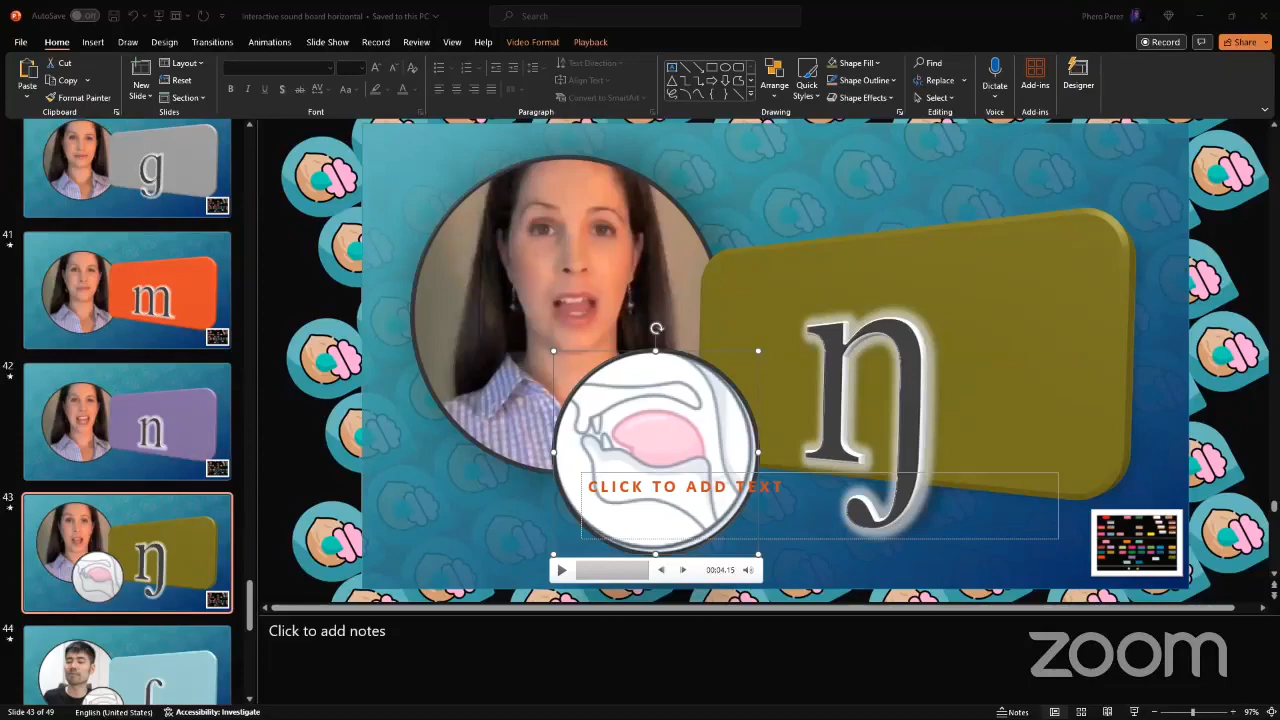 AutoSave Off
interactive sound board horizontal • Saved to this PC
Search
Phero Perez
File Home Insert Draw Design Transitions Animations Slide Show Record Review View Help Video Format Playback
Record
Share
Paste
Cut
Copy
Format Painter
Clipboard
New
Slide
Layout
Reset
Section
Slides
B I U S ab AV Aa A
Font
Text Direction
Align Text
Convert to SmartArt
Paragraph
Arrange
Quick
Styles
Shape Fill
Shape Outline
Shape Effects
Drawing
Find
Replace
Select
Editing
Dictate
Voice
Add-ins
Add-ins
Designer
g
41
m
42
n
43
ŋ
44
ŋ
CLICK TO ADD TEXT
00:04.15
Click to add notes
zoom
Slide 43 of 49
English (United States)
Accessibility: Investigate
Notes
97%